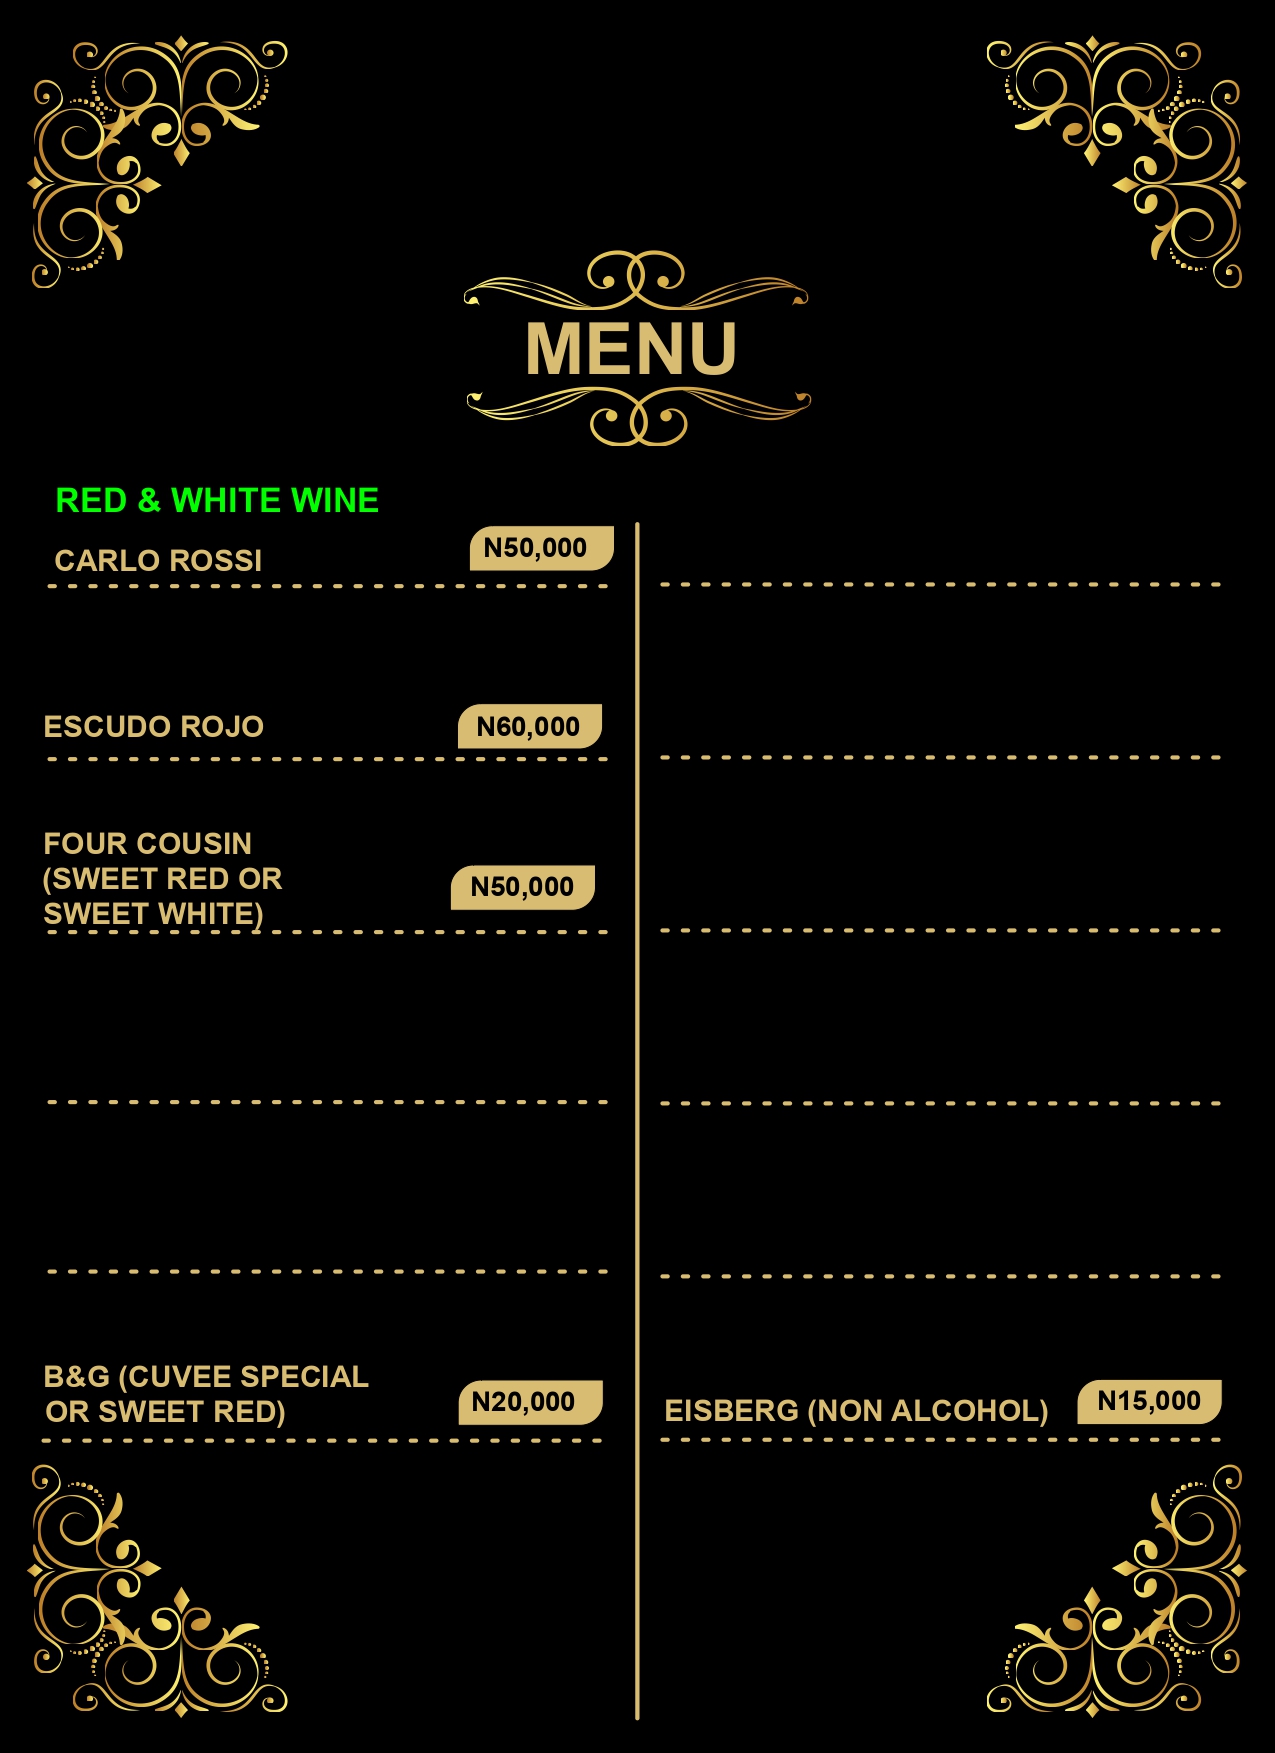 MENU
RED & WHITE WINE
CARLO ROSSI
N50,000
ESCUDO ROJO
N60,000
FOUR COUSIN
(SWEET RED OR
SWEET WHITE)
N50,000
B&G (CUVEE SPECIAL
OR SWEET RED)
N20,000
EISBERG (NON ALCOHOL)
N15,000